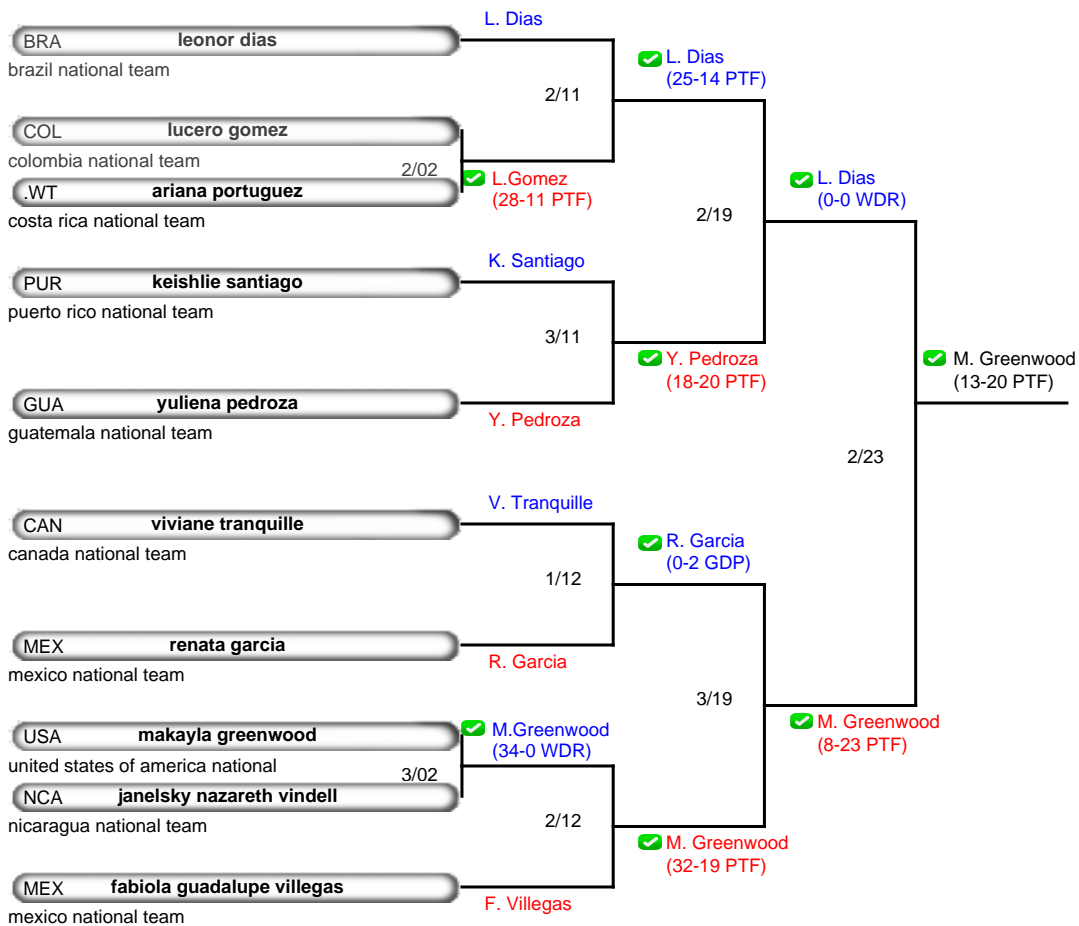 L. Dias
BRA leonor dias
brazil national team
L. Dias
(25-14 PTF)
2/11
COL lucero gomez
colombia national team
2/02
L.Gomez
(28-11 PTF)
.WT ariana portuguez
costa rica national team
L. Dias
(0-0 WDR)
2/19
K. Santiago
PUR keishlie santiago
puerto rico national team
3/11
Y. Pedroza
(18-20 PTF)
M. Greenwood
(13-20 PTF)
GUA yuliena pedroza
Y. Pedroza
guatemala national team
2/23
V. Tranquille
CAN viviane tranquille
canada national team
R. Garcia
(0-2 GDP)
1/12
MEX renata garcia
R. Garcia
mexico national team
3/19
M. Greenwood
(8-23 PTF)
USA makayla greenwood
M.Greenwood
(34-0 WDR)
united states of america national
3/02
NCA janelsky nazareth vindell
nicaragua national team
2/12
M. Greenwood
(32-19 PTF)
MEX fabiola guadalupe villegas
F. Villegas
mexico national team